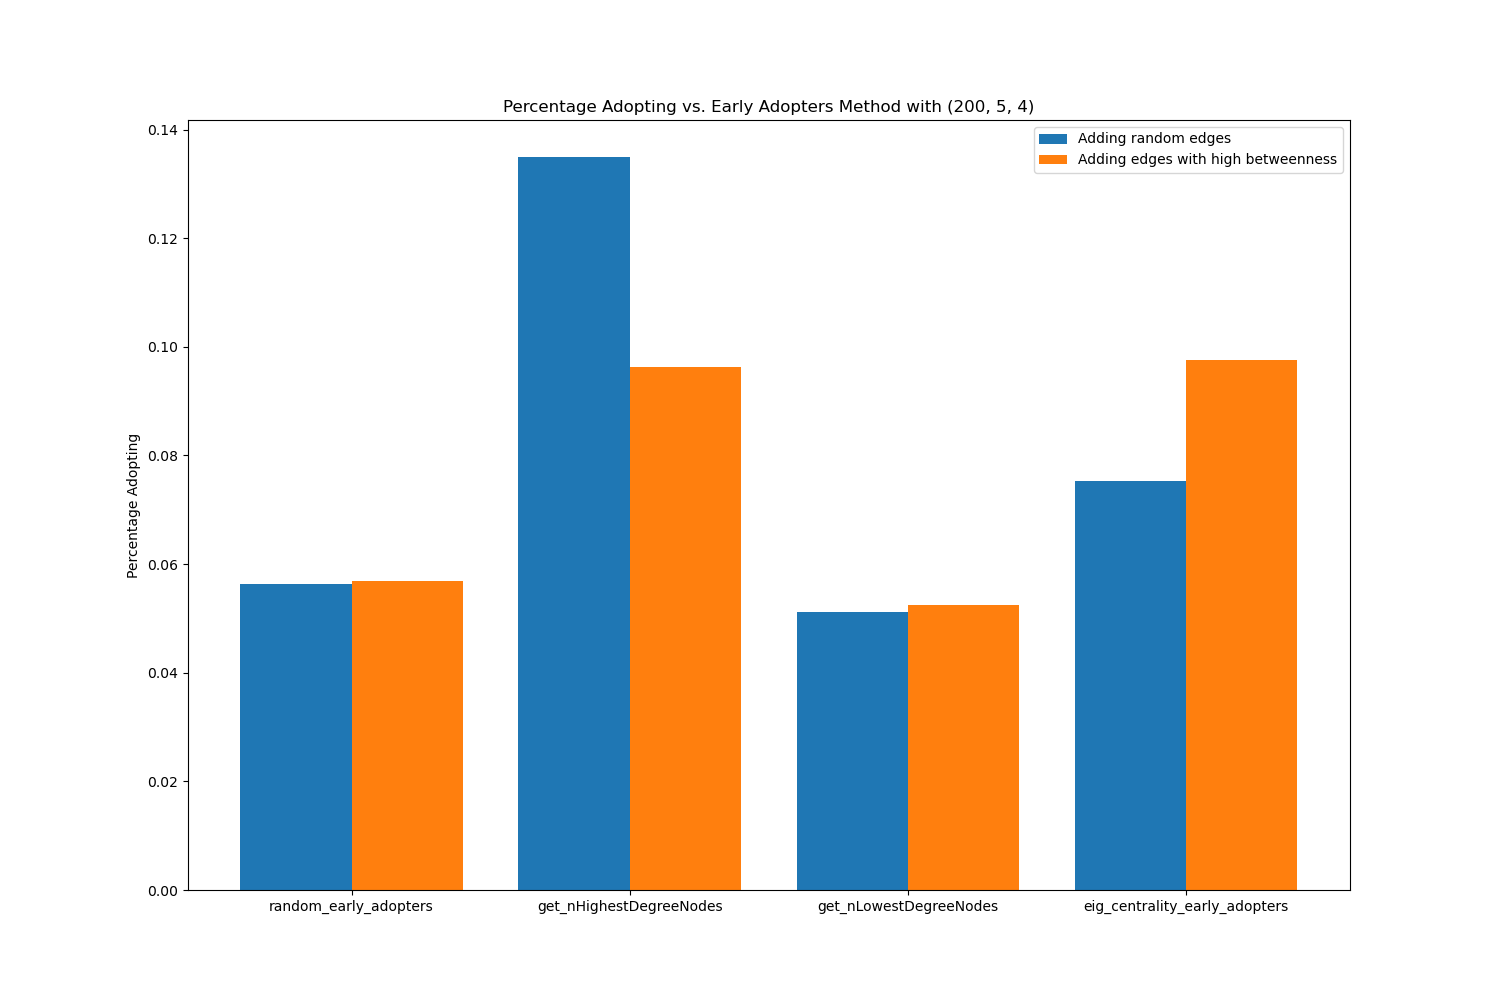 Percentage Adopting vs. Early Adopters Method with (200, 5, 4)
Adding random edges
Adding edges with high betweenness
Percentage Adopting
0.14
0.12
0.10
0.08
0.06
0.04
0.02
0.00
random_early_adopters
get_nHighestDegreeNodes
get_nLowestDegreeNodes
eig_centrality_early_adopters